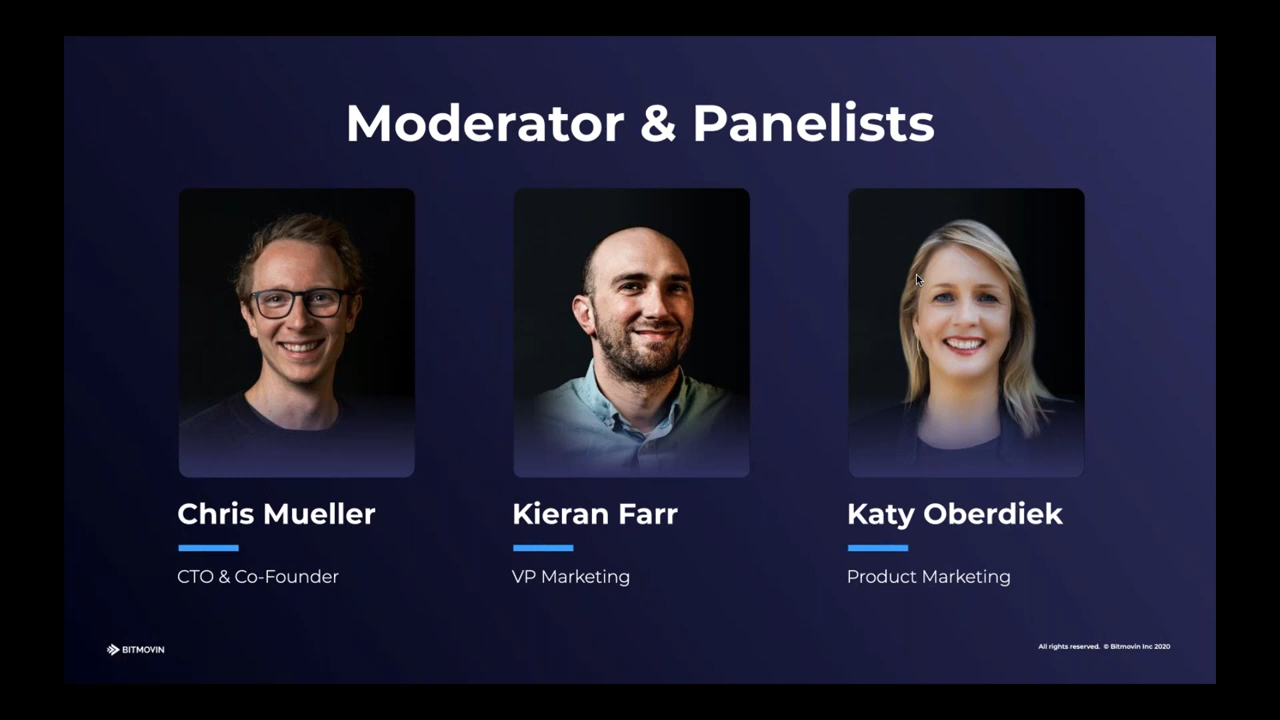 Moderator & Panelists
Chris Mueller
CTO & Co-Founder
Kieran Farr
VP Marketing
Katy Oberdiek
Product Marketing
BITMOVIN
All rights reserved. © Bitmovin Inc 2020